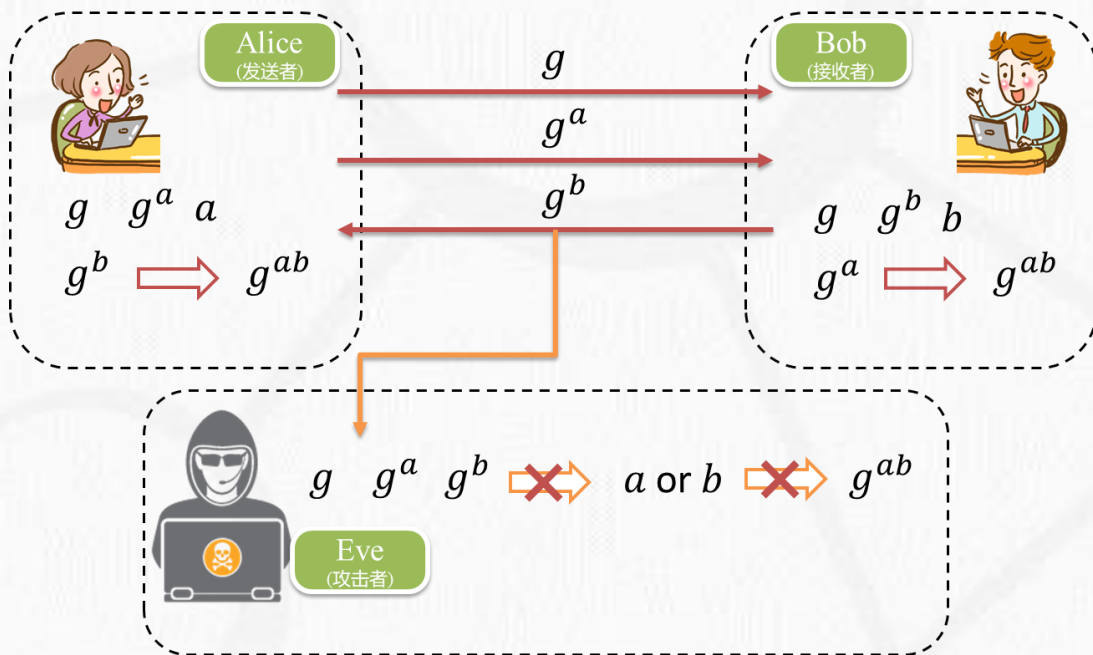 Alice
(发送者)
g
g^a
g^b
Bob
(接收者)
g g^a a
g^b g^{ab}
g g^b b
g^a g^{ab}
g g^a g^b a or b g^{ab}
Eve
(攻击者)